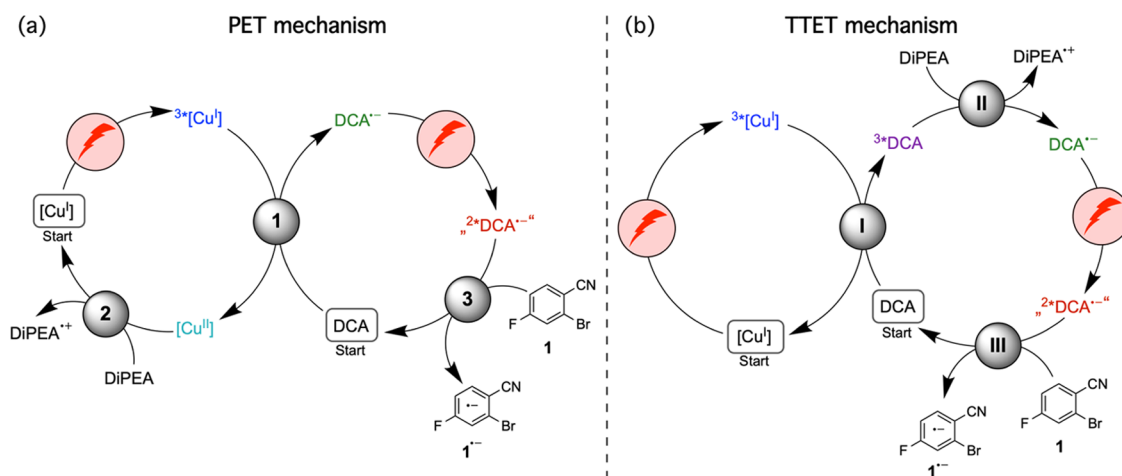 (a)
PET mechanism
³*[Cuᴵ]
DCA•−
[Cuᴵ]
Start
1
„²*DCA•−“
2
DiPEA•+
[Cuᴵᴵ]
DiPEA
DCA
Start
3
CN
F
Br
1
CN
•−
F
Br
1•−
(b)
TTET mechanism
DiPEA
DiPEA•+
II
³*[Cuᴵ]
³*DCA
DCA•−
I
DCA
Start
„²*DCA•−“
[Cuᴵ]
Start
III
CN
F
Br
1
CN
•−
F
Br
1•−